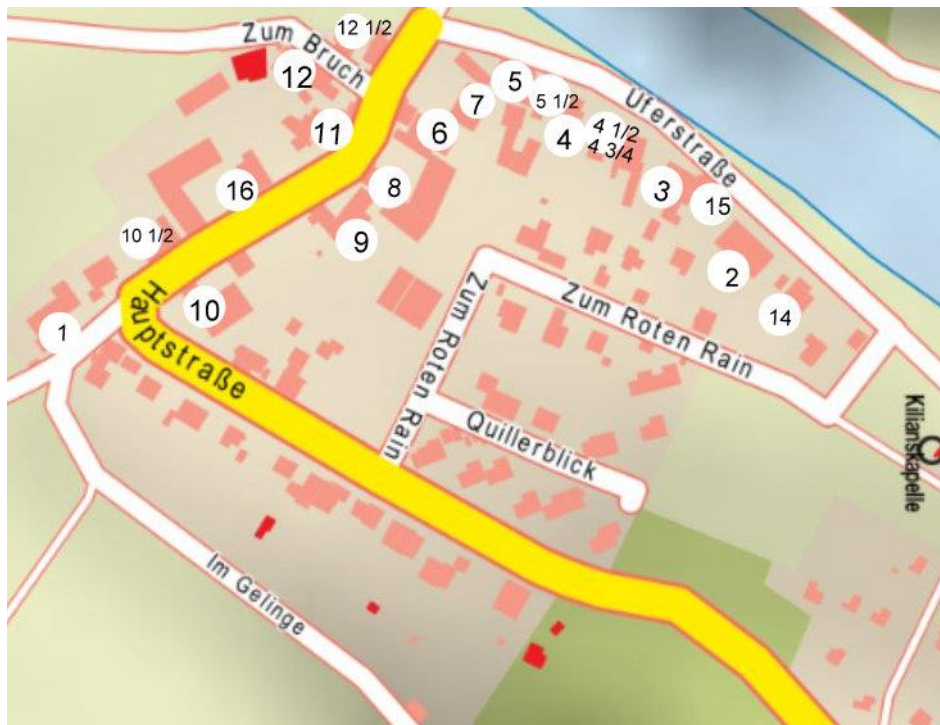 12 1/2
Zum Bruch
12
5
5 1/2
7
Uferstraße
6
11
4
4 1/2
4 3/4
16
8
3
15
10 1/2
9
2
Hauptstraße
10
Zum Roten Rain
14
1
Zum Roten Rain
Quillerblick
Kilianskapelle
Im Gelinge